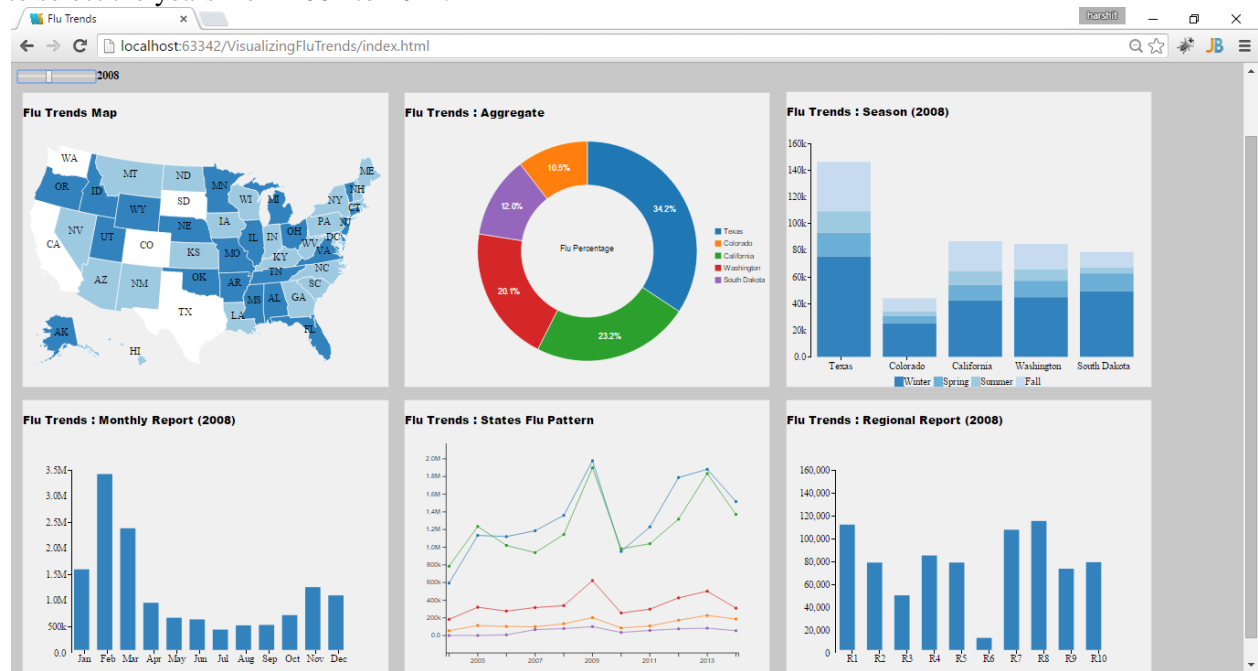 Flu Trends ×
harshit
localhost:63342/VisualizingFluTrends/index.html
2008
Flu Trends Map
WA
OR
ID
MT
ND
MN
ME
NH
NY
WI
MI
SD
WY
CT
IA
PA
NJ
NE
NV
UT
CA
CO
IL
IN
OH
DC
WV
VA
KS
MO
KY
NC
TN
AZ
NM
OK
AR
SC
MS
AL
GA
TX
LA
FL
AK
HI
Flu Trends : Aggregate
10.5%
12.0%
34.2%
20.1%
23.2%
Flu Percentage
Texas
Colorado
California
Washington
South Dakota
Flu Trends : Season (2008)
160k
140k
120k
100k
80k
60k
40k
20k
0.0
Texas Colorado California Washington South Dakota
Winter Spring Summer Fall
Flu Trends : Monthly Report (2008)
3.5M
3.0M
2.5M
2.0M
1.5M
1.0M
500k
0.0
Jan Feb Mar Apr May Jun Jul Aug Sep Oct Nov Dec
Flu Trends : States Flu Pattern
2.0M
1.8M
1.6M
1.4M
1.2M
1.0M
800k
600k
400k
200k
0.0
2005 2007 2009 2011 2013
Flu Trends : Regional Report (2008)
160,000
140,000
120,000
100,000
80,000
60,000
40,000
20,000
0
R1 R2 R3 R4 R5 R6 R7 R8 R9 R10